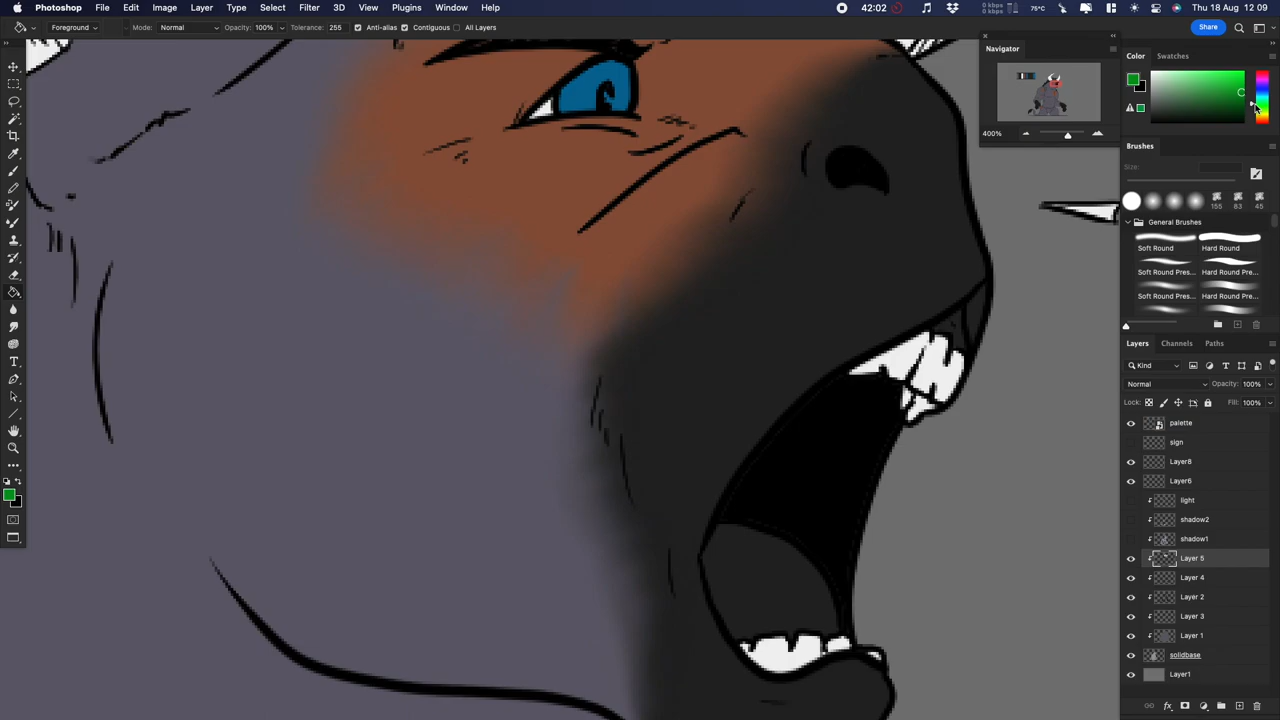 Photoshop File Edit Image Layer Type Select Filter 3D View Plugins Window Help 42:02 0 kBps 0 kBps 75°C Thu 18 Aug 12 09
Foreground Mode: Normal Opacity: 100% Tolerance: 255 Anti-alias Contiguous All Layers Share
Navigator
400%
Color Swatches
Brushes
Size:
155 83 45
General Brushes
Soft Round Hard Round
Soft Round Pres... Hard Round Pre...
Soft Round Pres... Hard Round Pre...
Layers Channels Paths
Kind
Normal Opacity: 100%
Lock: Fill: 100%
palette
sign
Layer8
Layer6
light
shadow2
shadow1
Layer 5
Layer 4
Layer 2
Layer 3
Layer 1
solidbase
Layer1